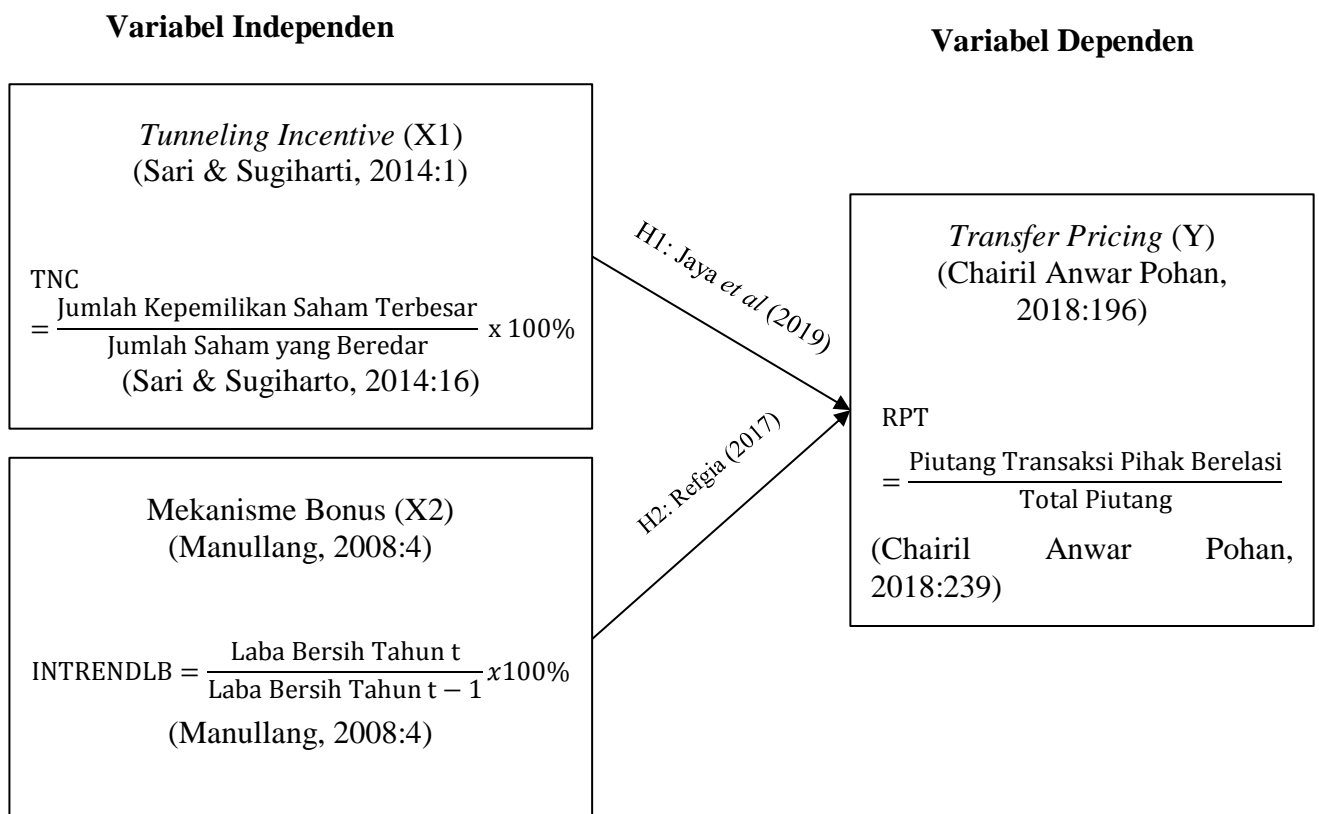 Variabel Independen
Variabel Dependen
Tunneling Incentive (X1)
(Sari & Sugiharti, 2014:1)
TNC
= Jumlah Kepemilikan Saham Terbesar
Jumlah Saham yang Beredar x 100%
(Sari & Sugiharto, 2014:16)
Mekanisme Bonus (X2)
(Manullang, 2008:4)
INTRENDLB = Laba Bersih Tahun t
Laba Bersih Tahun t − 1 x100%
(Manullang, 2008:4)
H1: Jaya et al (2019)
H2: Refgia (2017)
Transfer Pricing (Y)
(Chairil Anwar Pohan,
2018:196)
RPT
= Piutang Transaksi Pihak Berelasi
Total Piutang
(Chairil Anwar Pohan,
2018:239)